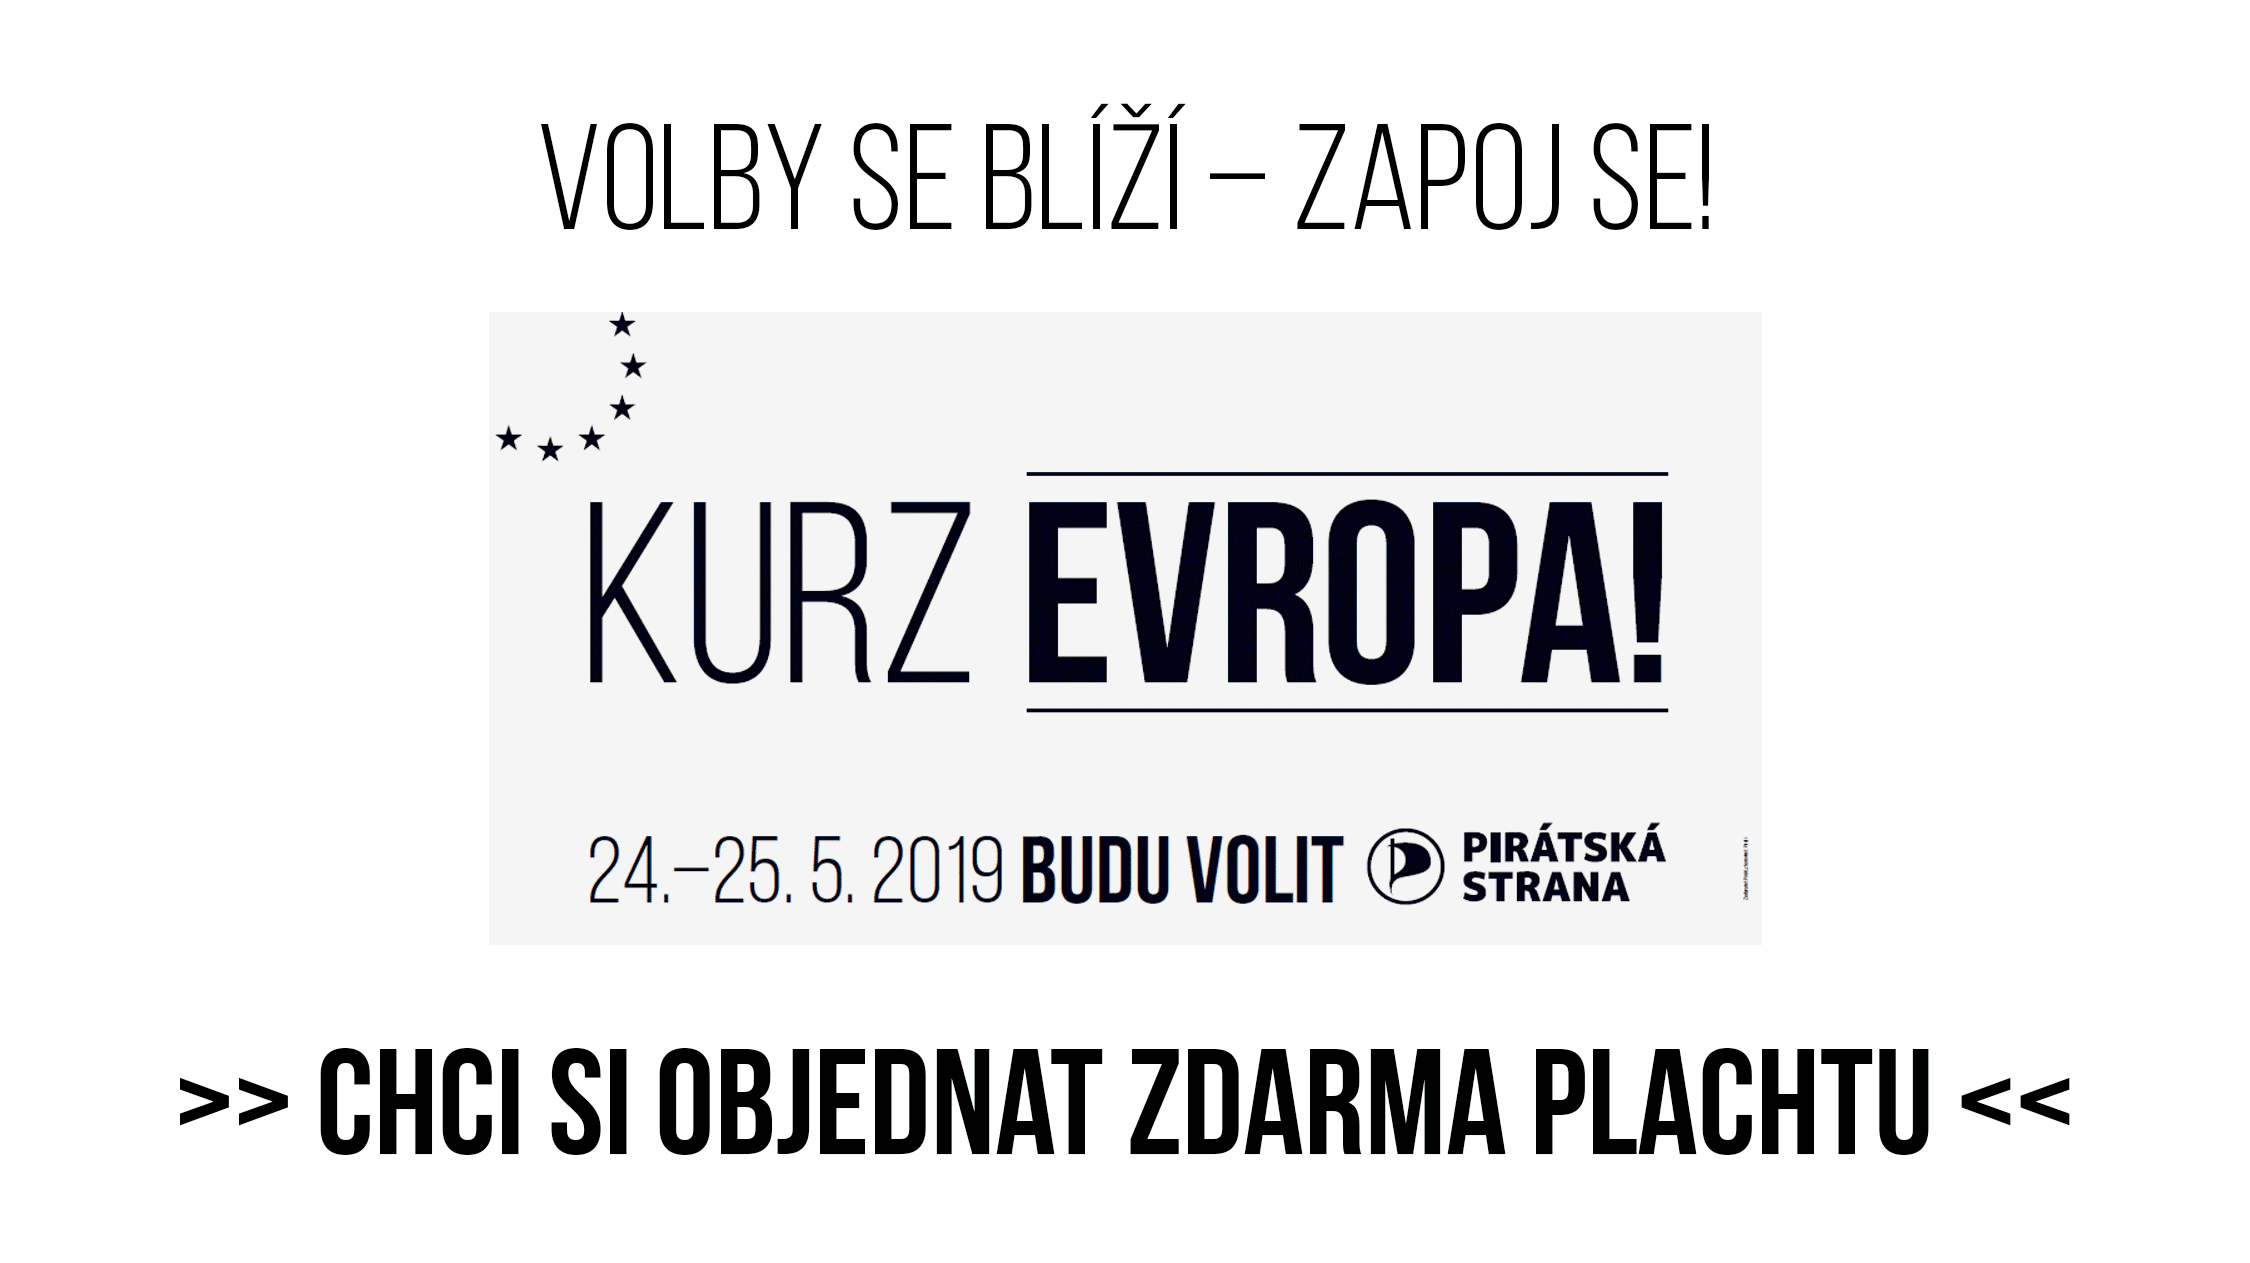 VOLBY SE BLÍŽÍ – ZAPOJ SE!
KURZ EVROPA!
24.–25. 5. 2019 BUDU VOLIT PIRÁTSKÁ STRANA
>> CHCI SI OBJEDNAT ZDARMA PLACHTU <<